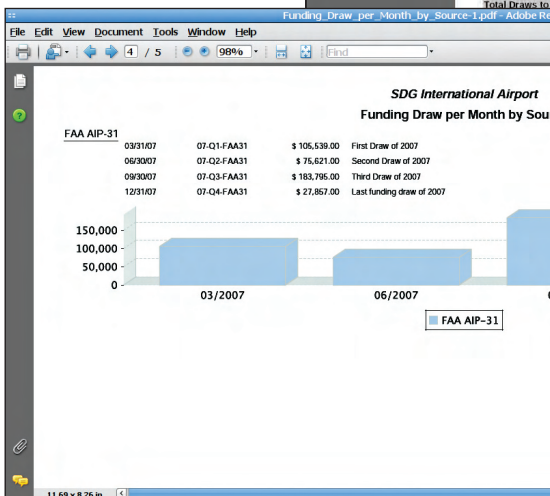 Total Draws to
Funding_Draw_per_Month_by_Source-1.pdf - Adobe Re
File Edit View Document Tools Window Help
4 / 5 98% Find
SDG International Airport
Funding Draw per Month by Sour
FAA AIP-31
03/31/07 07-Q1-FAA31 $ 105,539.00 First Draw of 2007
06/30/07 07-Q2-FAA31 $ 75,621.00 Second Draw of 2007
09/30/07 07-Q3-FAA31 $ 183,795.00 Third Draw of 2007
12/31/07 07-Q4-FAA31 $ 27,857.00 Last funding draw of 2007
150,000
100,000
50,000
0
03/2007 06/2007 0
FAA AIP-31
11.69 x 8.26 in